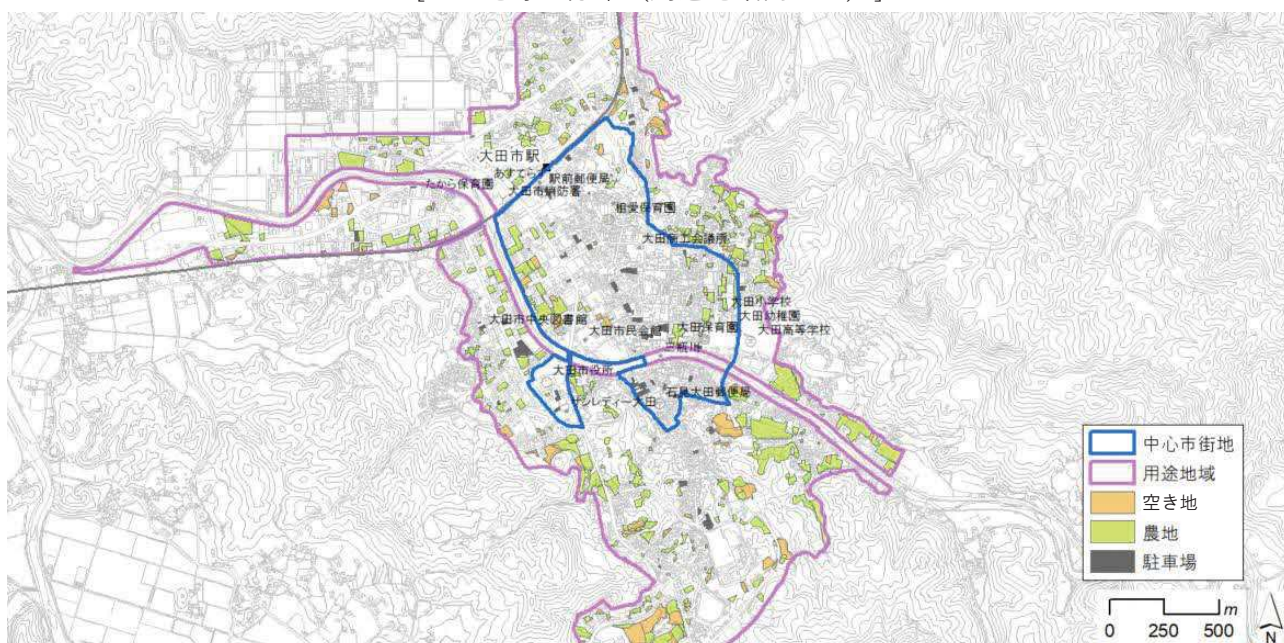 大田市駅
あすてらす
駅前郵便局
たから保育園
大田市消防署
相愛保育園
大田商工会議所
大田小学校
大田幼稚園
大田高等学校
大田市中央図書館
大田市民会館
大田保育園
三瓶川
大田市役所
サンレディー大田
石見大田郵便局
中心市街地
用途地域
空き地
農地
駐車場
m
0 250 500
N